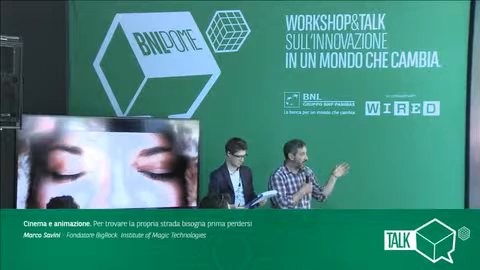 BNLDOME
WORKSHOP&TALK
SULL'INNOVAZIONE
IN UN MONDO CHE CAMBIA.
BNL
GRUPPO BNP PARIBAS
La banca per un mondo che cambia
WIRED
Cinema e animazione. Per trovare la propria strada bisogna prima perdersi
Marco Savini - Fondatore BigRock. Institute of Magic Technologies
TALK